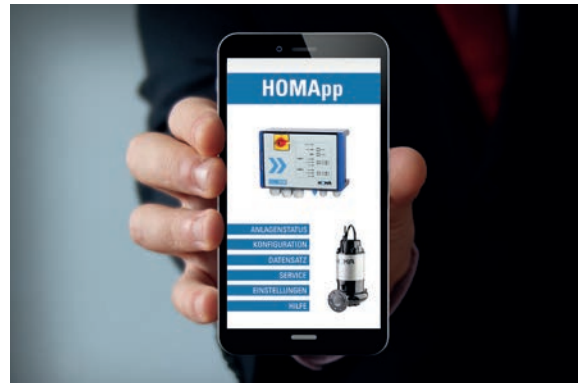 HOMApp
ANLAGENSTATUS
KONFIGURATION
DATENSATZ
SERVICE
EINSTELLUNGEN
HILFE